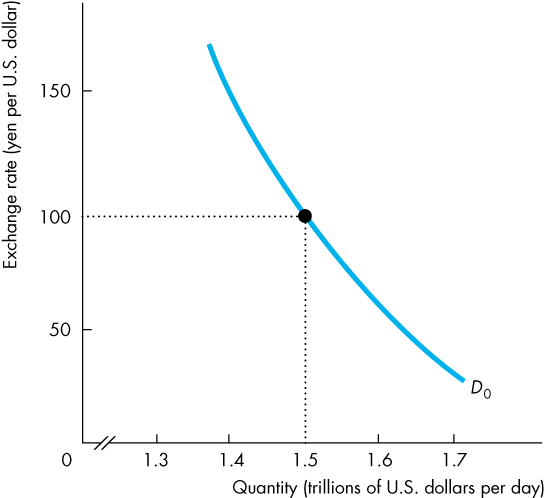 Exchange rate (yen per U.S. dollar)
150
100
50
0
1.3 1.4 1.5 1.6 1.7
D0
Quantity (trillions of U.S. dollars per day)